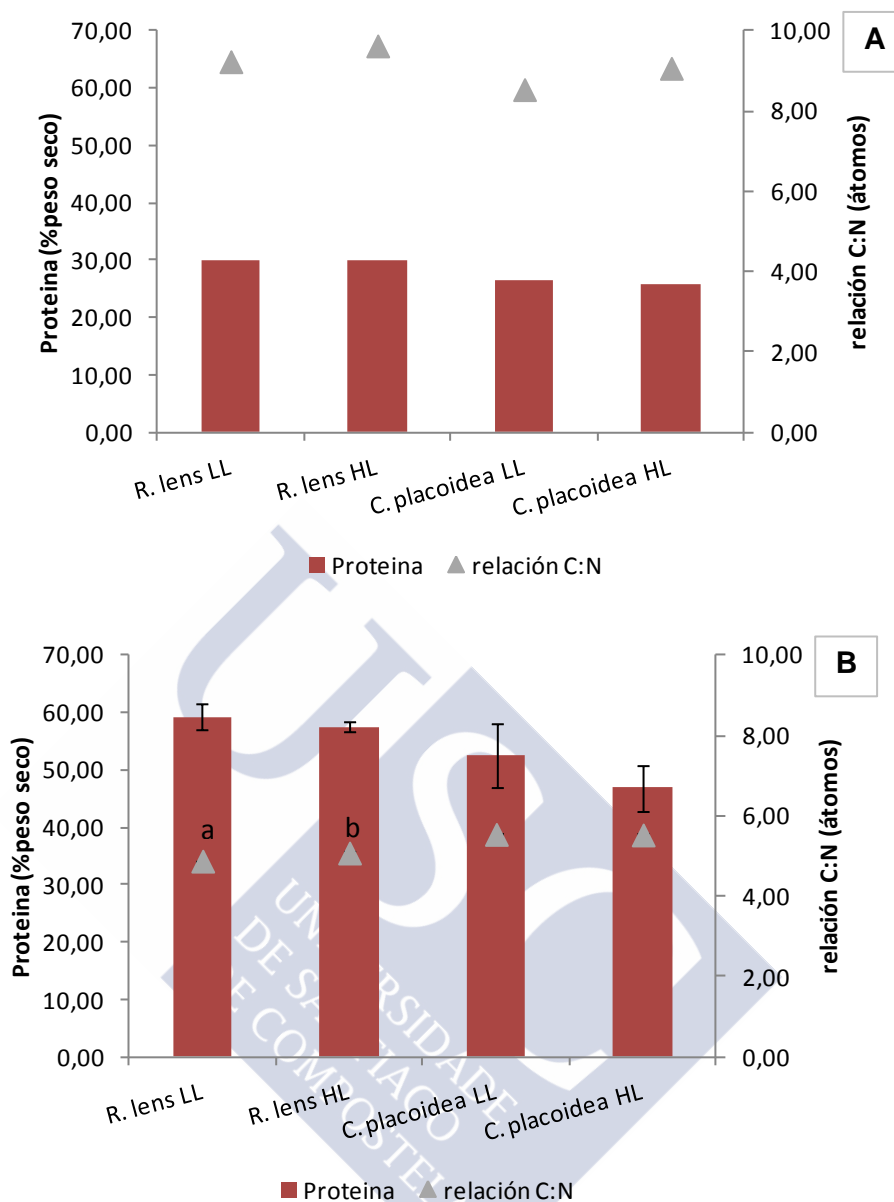 A
70,00
60,00
50,00
40,00
30,00
20,00
10,00
0,00
Proteina (%peso seco)
10,00
8,00
6,00
4,00
2,00
0,00
relación C:N (átomos)
R. lens LL
R. lens HL
C. placoidea LL
C. placoidea HL
Proteina relación C:N
B
70,00
60,00
50,00
40,00
30,00
20,00
10,00
0,00
Proteina (%peso seco)
a
b
10,00
8,00
6,00
4,00
2,00
0,00
relación C:N (átomos)
R. lens LL
R. lens HL
C. placoidea LL
C. placoidea HL
Proteina relación C:N
USC